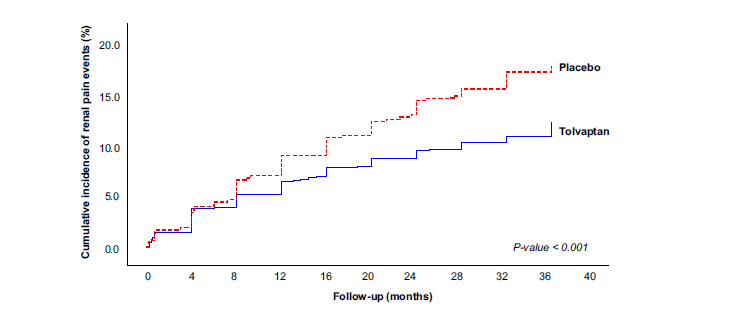 Cumulative incidence of renal pain events (%)
20.0
15.0
10.0
5.0
0.0
Placebo
Tolvaptan
P-value < 0.001
0 4 8 12 16 20 24 28 32 36 40
Follow-up (months)